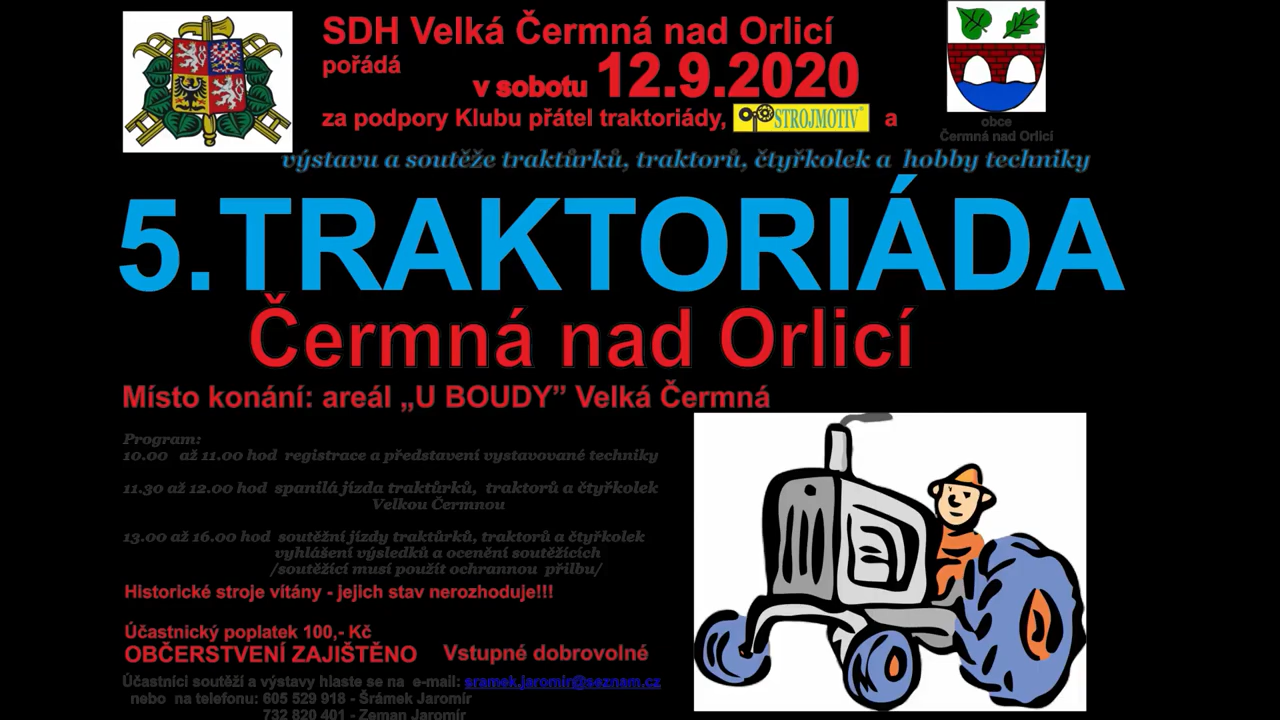 SDH Velká Čermná nad Orlicí
pořádá
v sobotu 12.9.2020
za podpory Klubu přátel traktoriády, STROJMOTIV® a
obce
Čermná nad Orlicí
výstavu a soutěže traktůrků, traktorů, čtyřkolek a hobby techniky
5.TRAKTORIÁDA
Čermná nad Orlicí
Místo konání: areál „U BOUDY” Velká Čermná
Program:
10.00 až 11.00 hod registrace a představení vystavované techniky
11.30 až 12.00 hod spanilá jízda traktůrků, traktorů a čtyřkolek
Velkou Čermnou
13.00 až 16.00 hod soutěžní jízdy traktůrků, traktorů a čtyřkolek
vyhlášení výsledků a ocenění soutěžících
/soutěžící musí použít ochrannou přilbu/
Historické stroje vítány - jejich stav nerozhoduje!!!
Účastnický poplatek 100,- Kč
OBČERSTVENÍ ZAJIŠTĚNO Vstupné dobrovolné
Účastníci soutěží a výstavy hlaste se na e-mail: sramek.jaromir@seznam.cz
nebo na telefonu: 605 529 918 - Šrámek Jaromír
732 820 401 - Zeman Jaromír